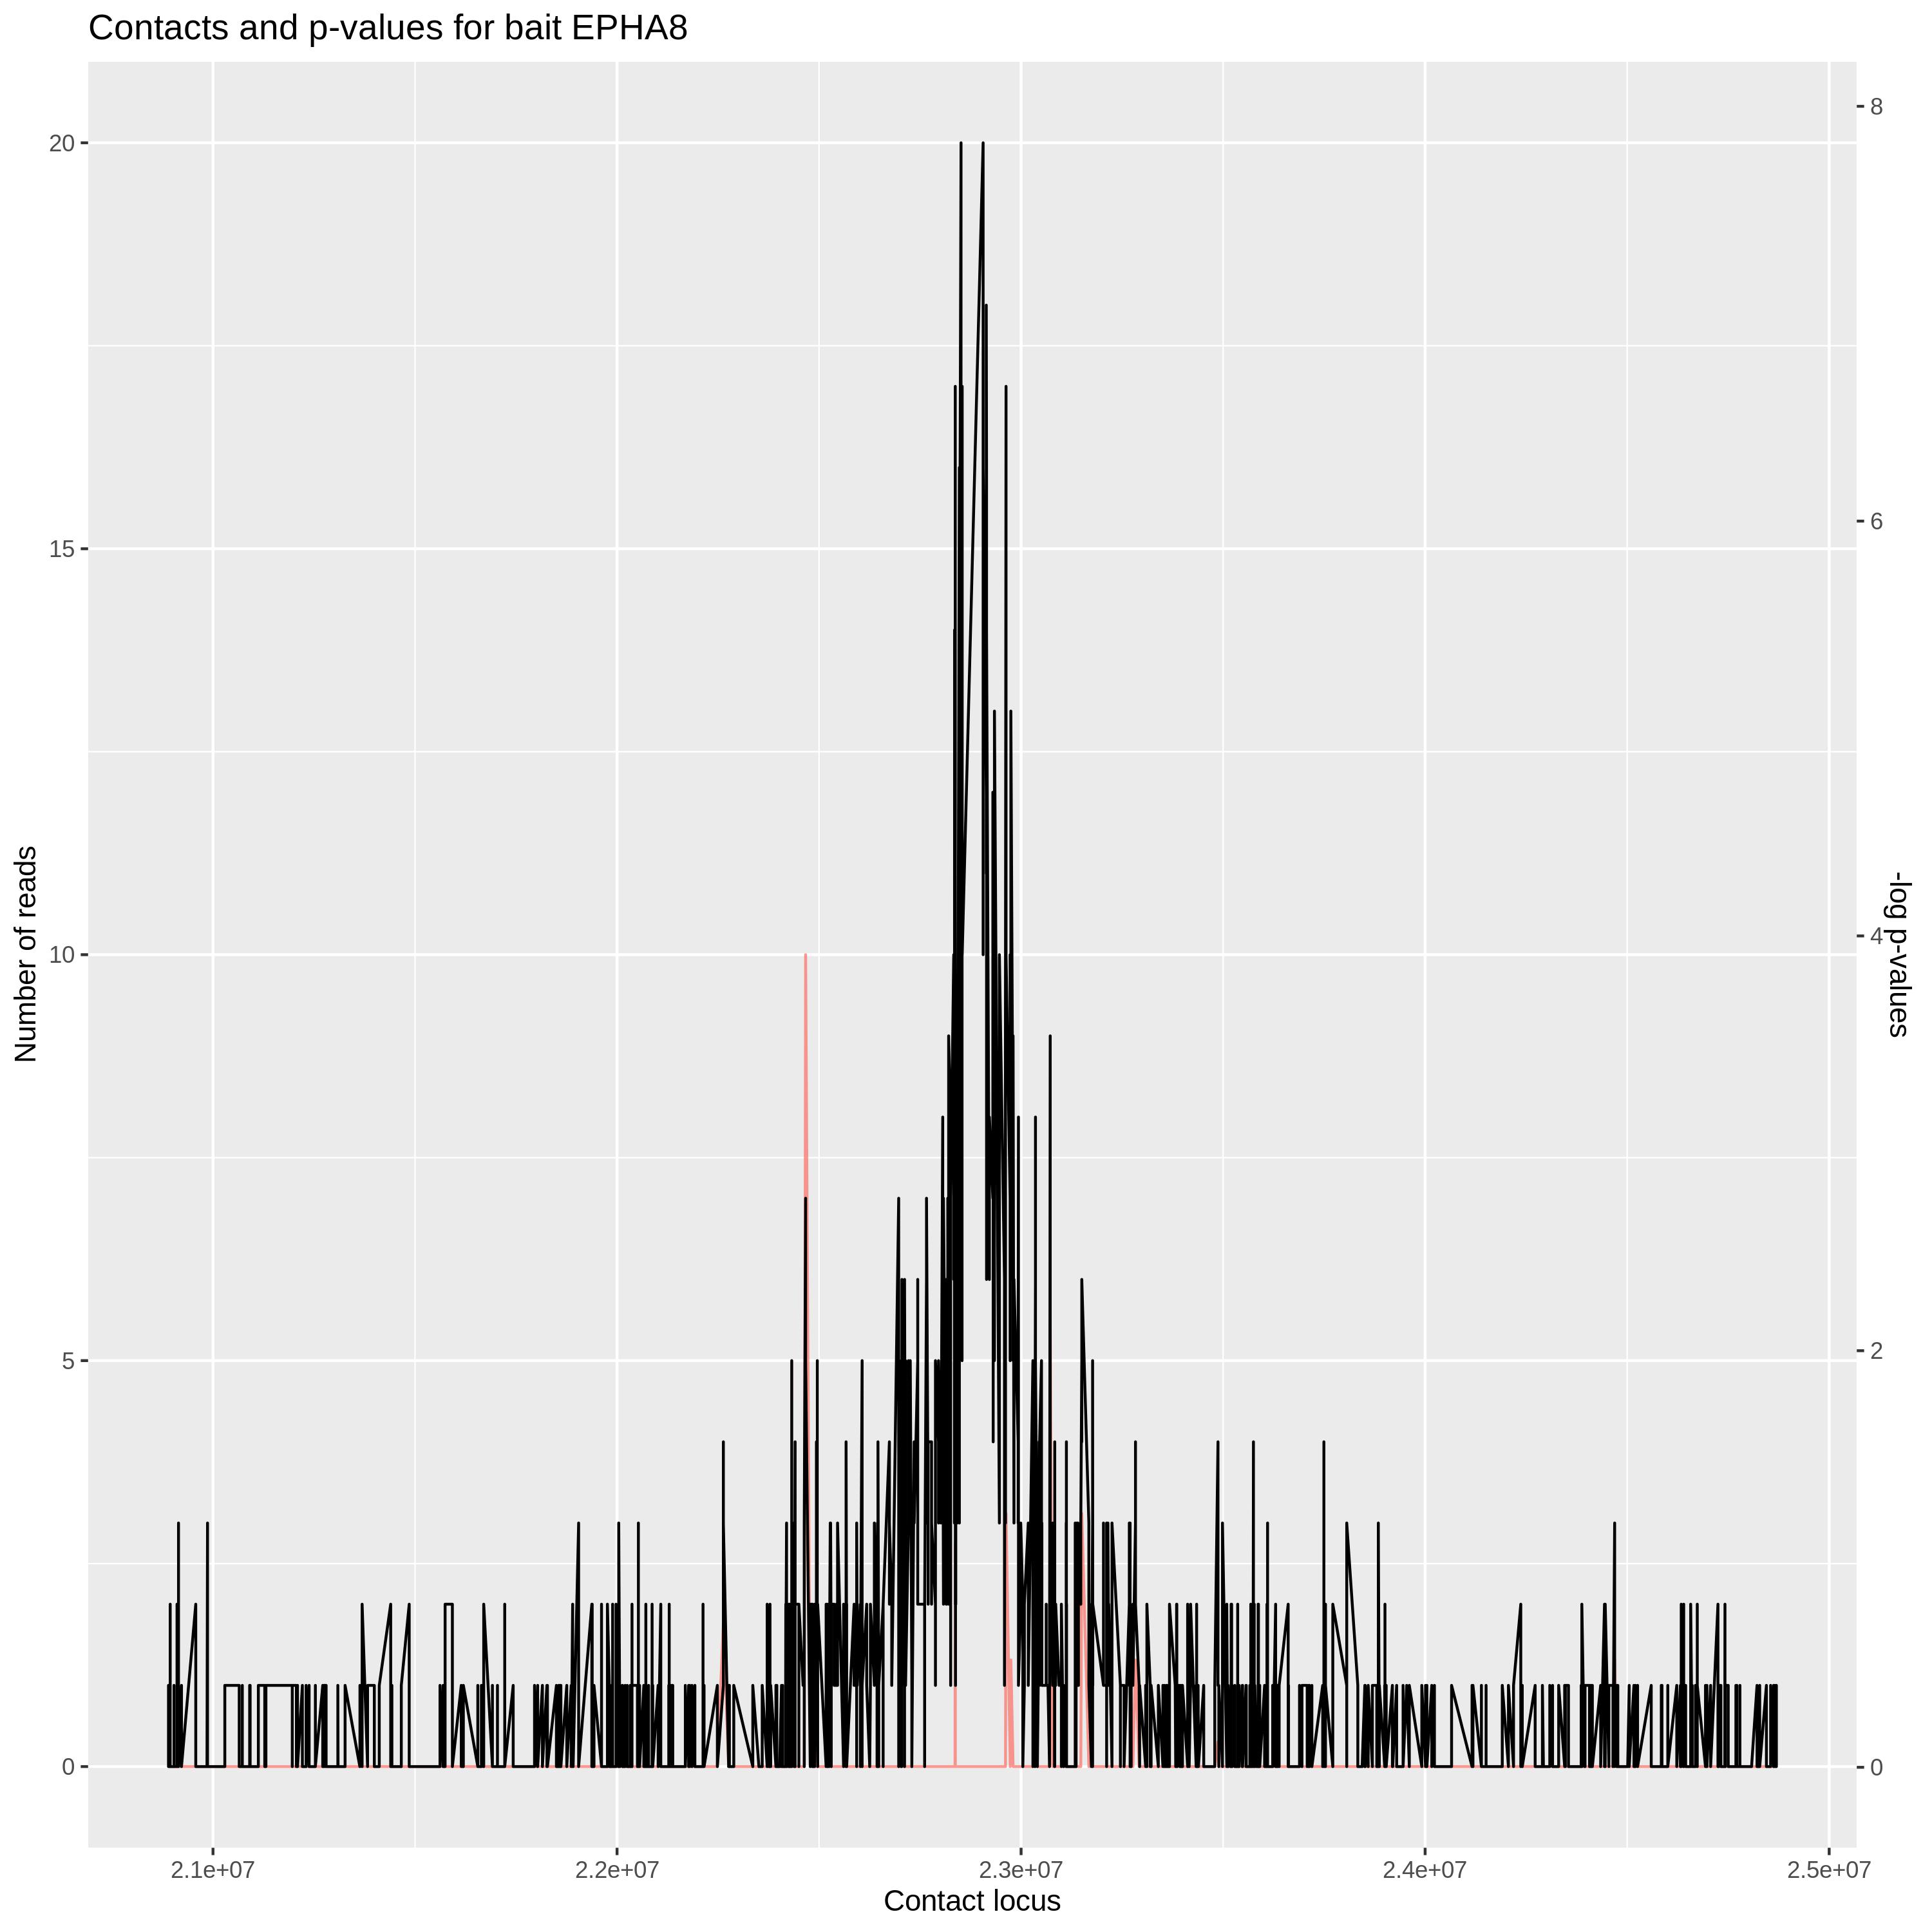 Contacts and p-values for bait EPHA8
20
15
10
5
0
Number of reads
8
6
4
2
0
-log p-values
2.1e+07 2.2e+07 2.3e+07 2.4e+07 2.5e+07
Contact locus